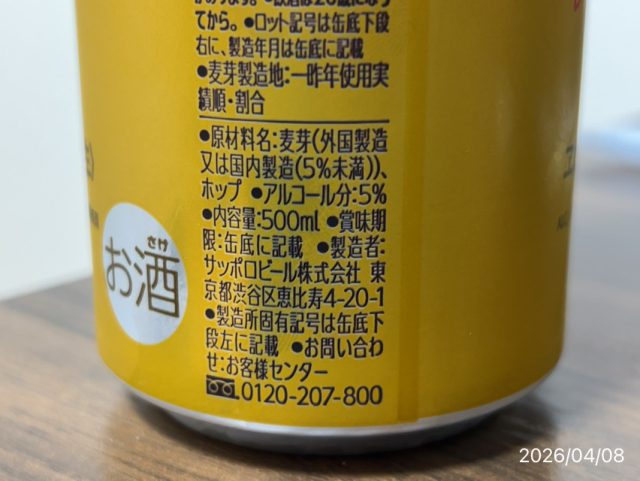 てから。●ロット記号は缶底下段
右に、製造年月は缶底に記載
●麦芽製造地：一昨年使用実
績順・割合
●原材料名：麦芽（外国製造
又は国内製造（5%未満））、
ホップ ●アルコール分：5%
●内容量：500ml ●賞味期
限：缶底に記載 ●製造者：
サッポロビール株式会社 東
京都渋谷区恵比寿4-20-1
●製造所固有記号は缶底下
段左に記載 ●お問い合わ
せ：お客様センター
0120-207-800
さけ
お酒
2026/04/08